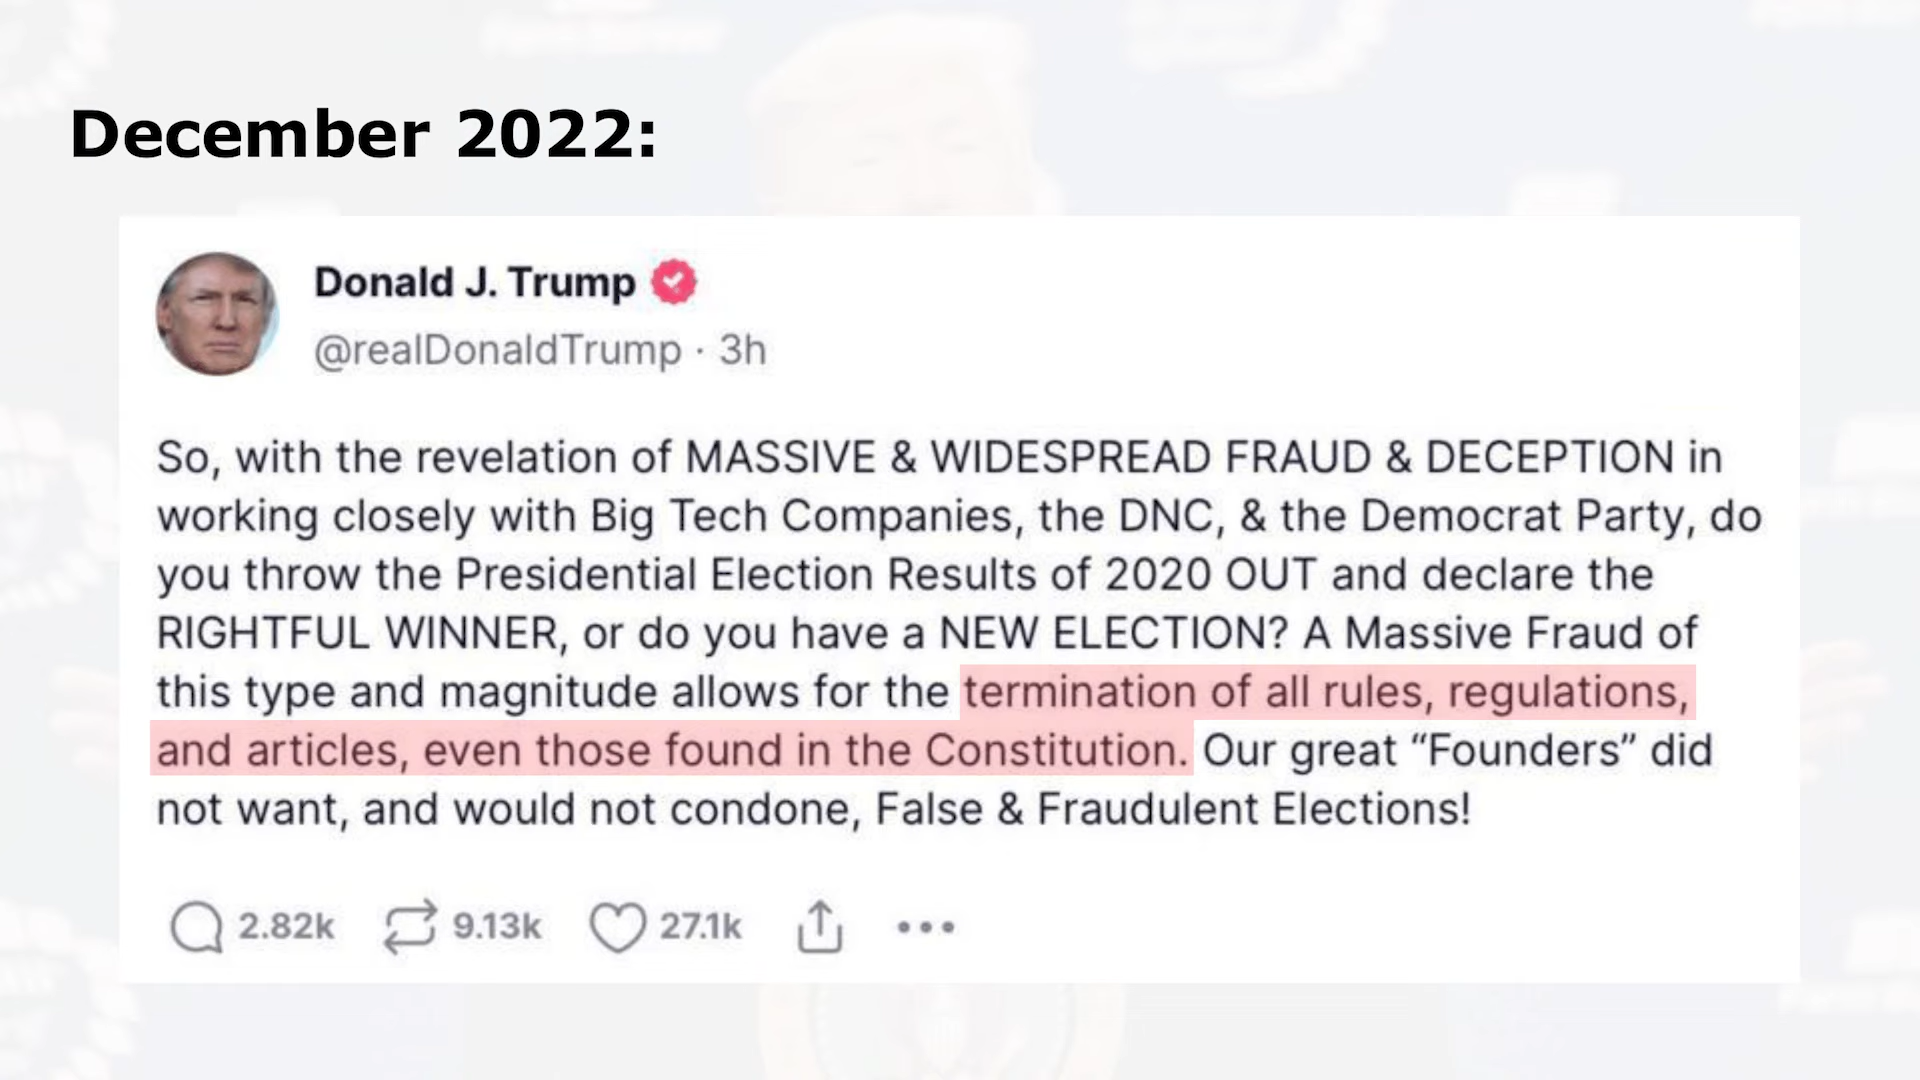 December 2022:
Donald J. Trump
@realDonaldTrump · 3h
So, with the revelation of MASSIVE & WIDESPREAD FRAUD & DECEPTION in
working closely with Big Tech Companies, the DNC, & the Democrat Party, do
you throw the Presidential Election Results of 2020 OUT and declare the
RIGHTFUL WINNER, or do you have a NEW ELECTION? A Massive Fraud of
this type and magnitude allows for the termination of all rules, regulations,
and articles, even those found in the Constitution. Our great “Founders” did
not want, and would not condone, False & Fraudulent Elections!
2.82k 9.13k 27.1k